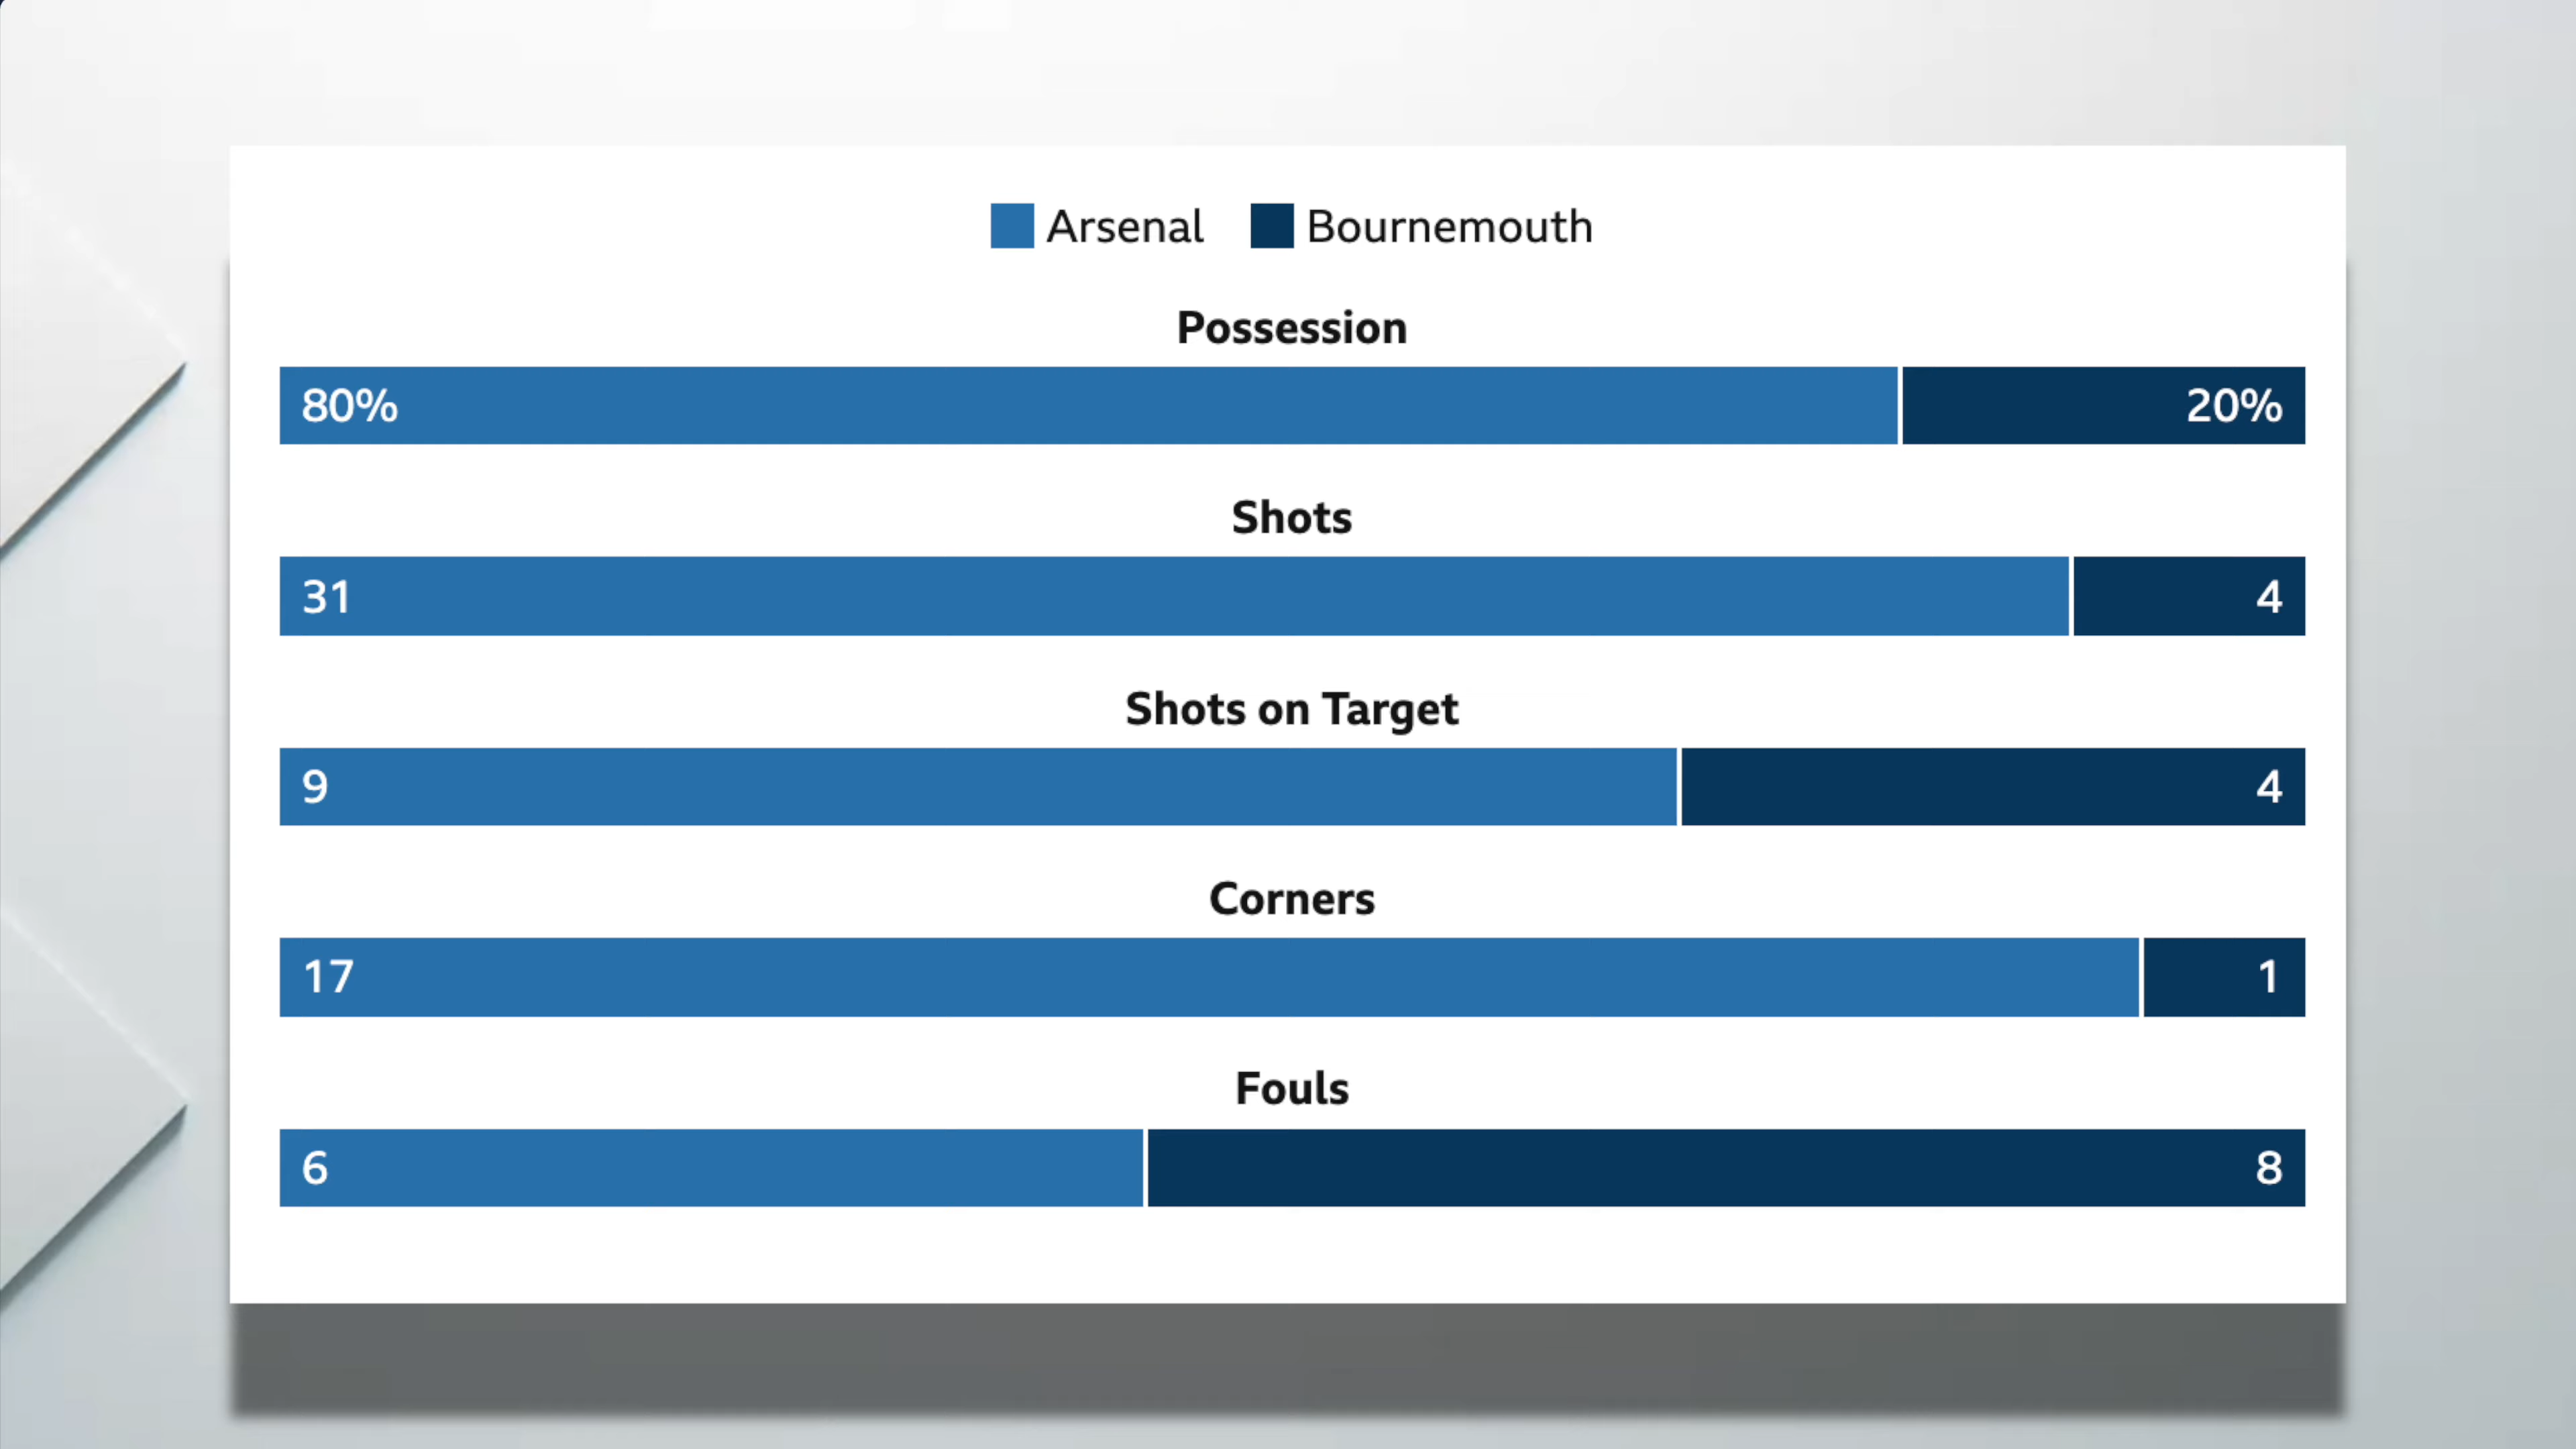 Arsenal Bournemouth
Possession
80% 20%
Shots
31 4
Shots on Target
9 4
Corners
17 1
Fouls
6 8